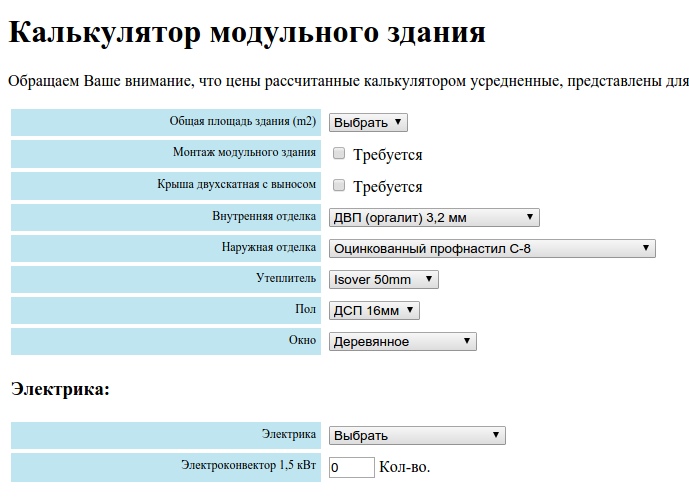 Калькулятор модульного здания
Обращаем Ваше внимание, что цены рассчитанные калькулятором усредненные, представлены для
Общая площадь здания (m2) Выбрать
Монтаж модульного здания Требуется
Крыша двухскатная с выносом Требуется
Внутренняя отделка ДВП (оргалит) 3,2 мм
Наружная отделка Оцинкованный профнастил С-8
Утеплитель Isover 50mm
Пол ДСП 16мм
Окно Деревянное
Электрика:
Электрика Выбрать
Электроконвектор 1,5 кВт 0 Кол-во.